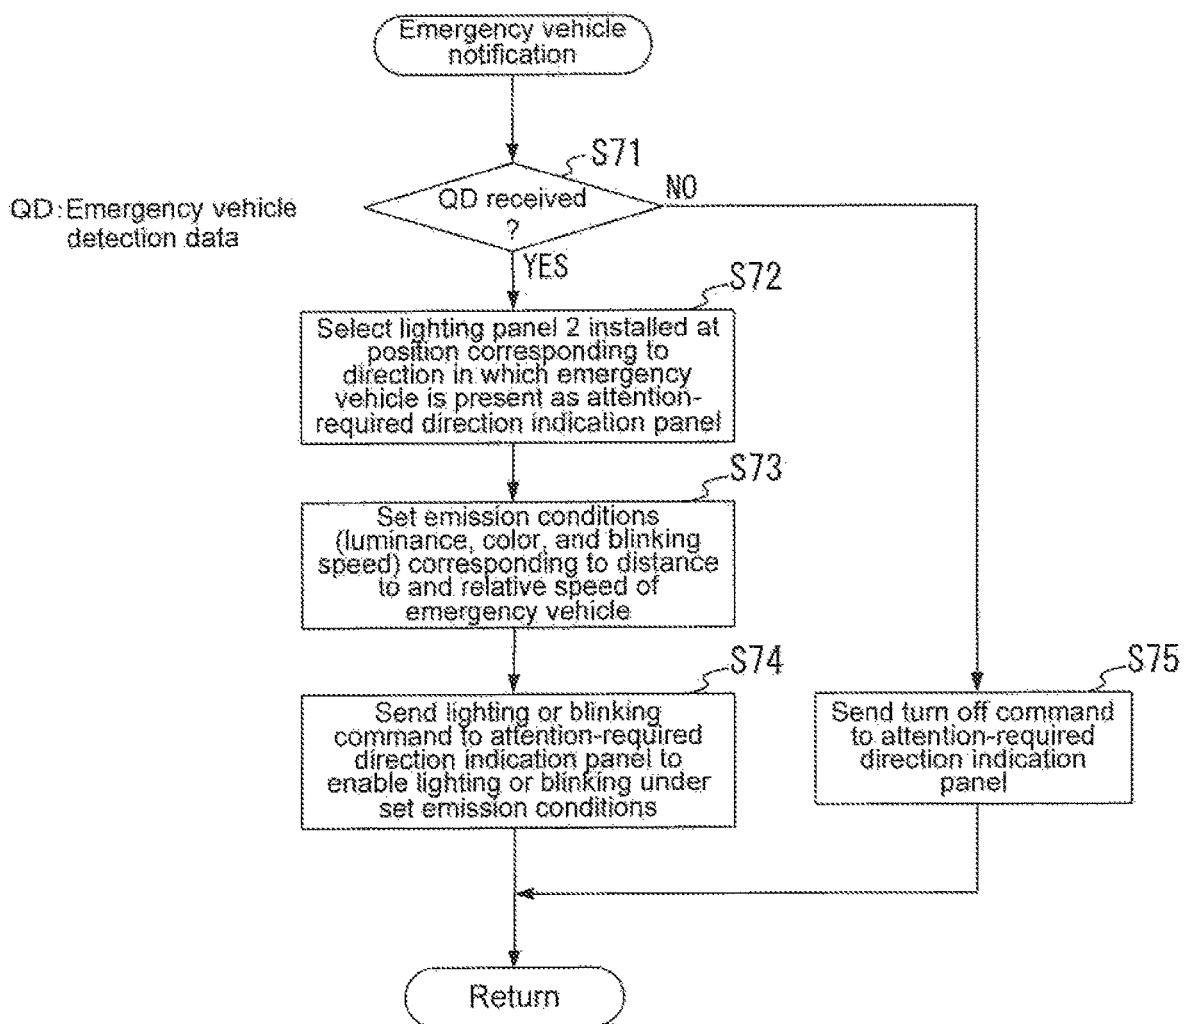 Emergency vehicle
notification
S71
QD received
?
NO
QD:Emergency vehicle
detection data
YES
S72
Select lighting panel 2 installed at
position corresponding to
direction in which emergency
vehicle is present as attention-
required direction indication panel
S73
Set emission conditions
(luminance, color, and blinking
speed) corresponding to distance
to and relative speed of
emergency vehicle
S74
Send lighting or blinking
command to attention-required
direction indication panel to
enable lighting or blinking under
set emission conditions
S75
Send turn off command
to attention-required
direction indication
panel
Return